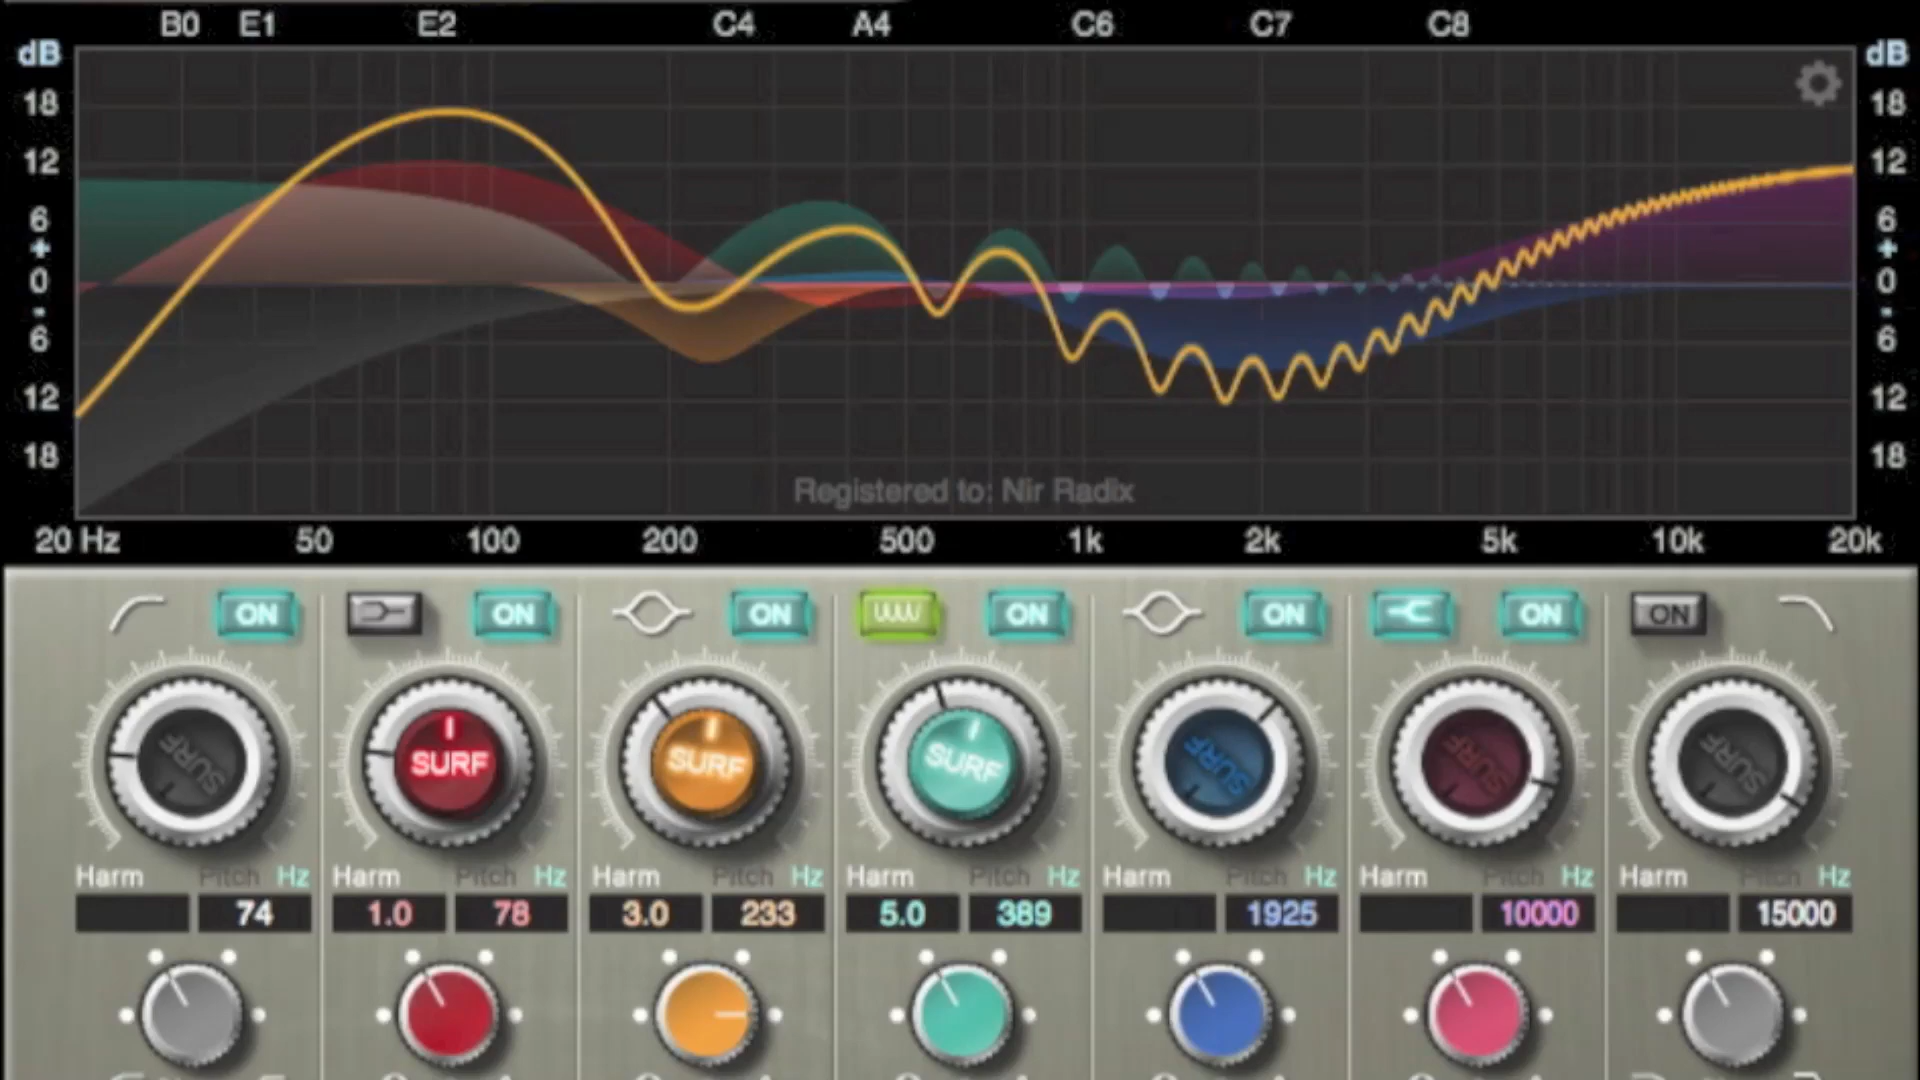 B0 E1 E2 C4 A4 C6 C7 C8
dB dB
18 18
12 12
6 6
+ +
0 0
- -
6 6
12 12
18 18
Registered to: Nir Radix
20 Hz 50 100 200 500 1k 2k 5k 10k 20k
ON ON ON ON ON ON ON
SURF SURF SURF SURF SURF SURF SURF
Harm Pitch Hz Harm Pitch Hz Harm Pitch Hz Harm Pitch Hz Harm Pitch Hz Harm Pitch Hz Harm Pitch Hz
74 1.0 78 3.0 233 5.0 389 1925 10000 15000